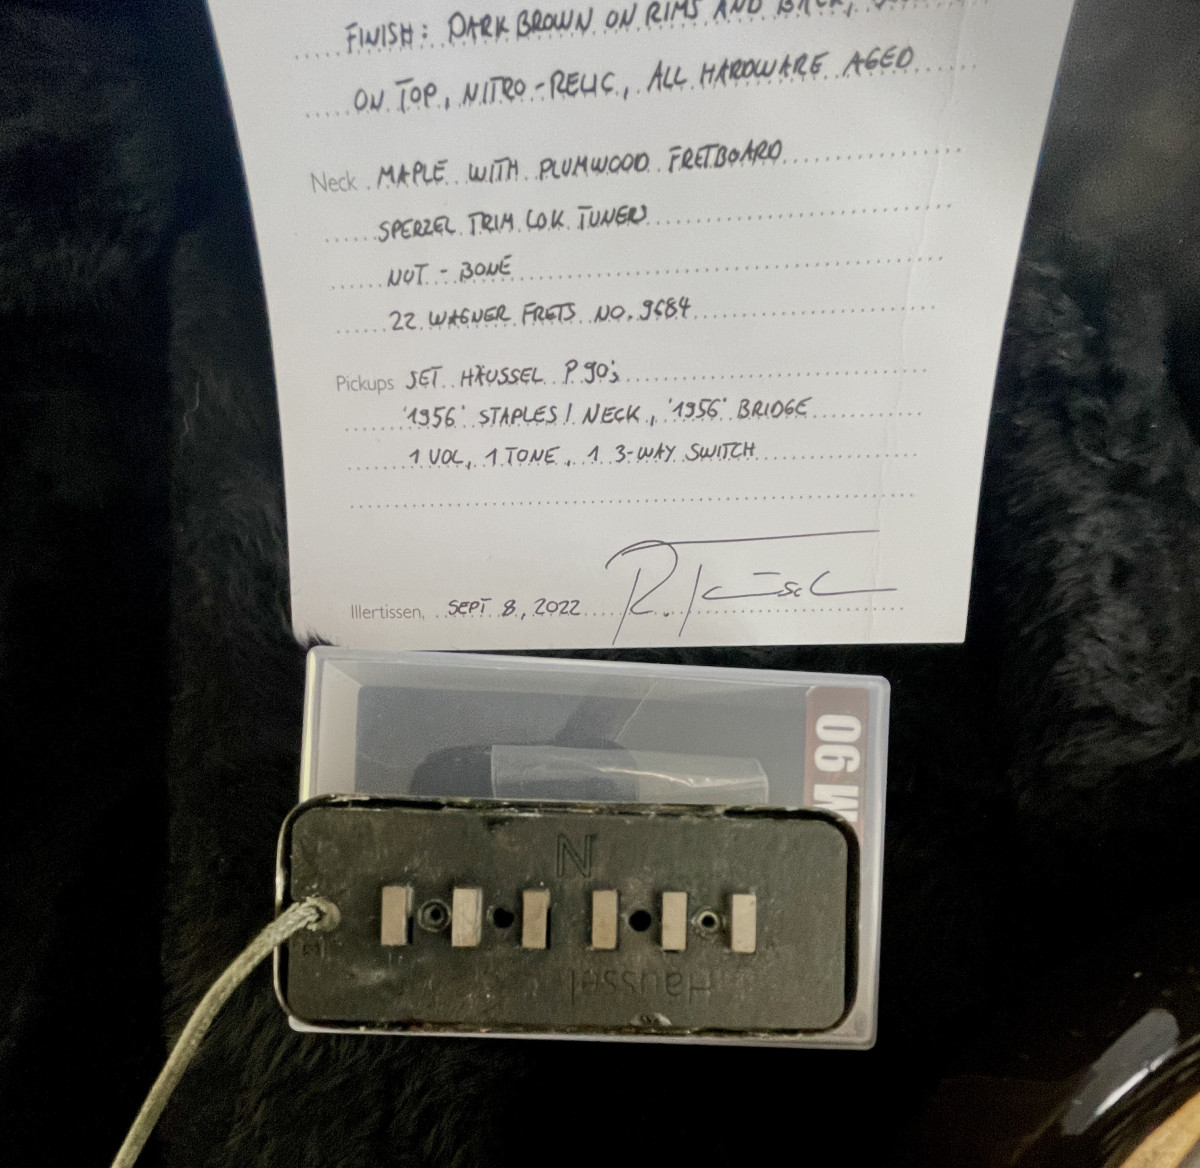 FINISH: DARK BROWN ON RIMS AND BACK,
ON TOP, NITRO-RELIC, ALL HARDWARE AGED
Neck MAPLE WITH PLUMWOOD FRETBOARD
SPERZEL TRIM LOK TUNERS
NUT - BONE
22 WAGNER FRETS NO. 9684
Pickups SET HÄUSSEL P90's
'1956' STAPLES / NECK, '1956' BRIDGE
1 VOL, 1 TONE, 1 3-WAY SWITCH
Illertissen, SEPT 8, 2022
M 90
N
Häussel